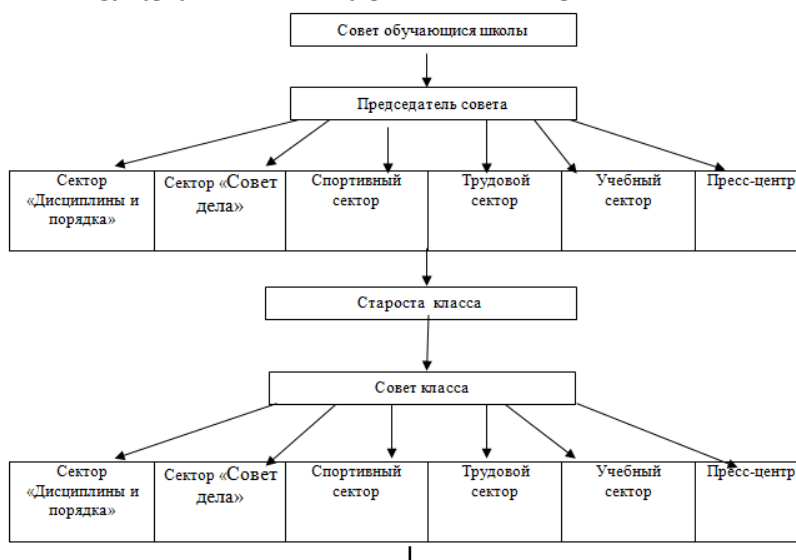 Совет обучающися школы
Председатель совета
Сектор
«Дисциплины и
порядка»
Сектор «Совет
дела»
Спортивный
сектор
Трудовой
сектор
Учебный
сектор
Пресс-центр
Староста класса
Совет класса
Сектор
«Дисциплины и
порядка»
Сектор «Совет
дела»
Спортивный
сектор
Трудовой
сектор
Учебный
сектор
Пресс-центр